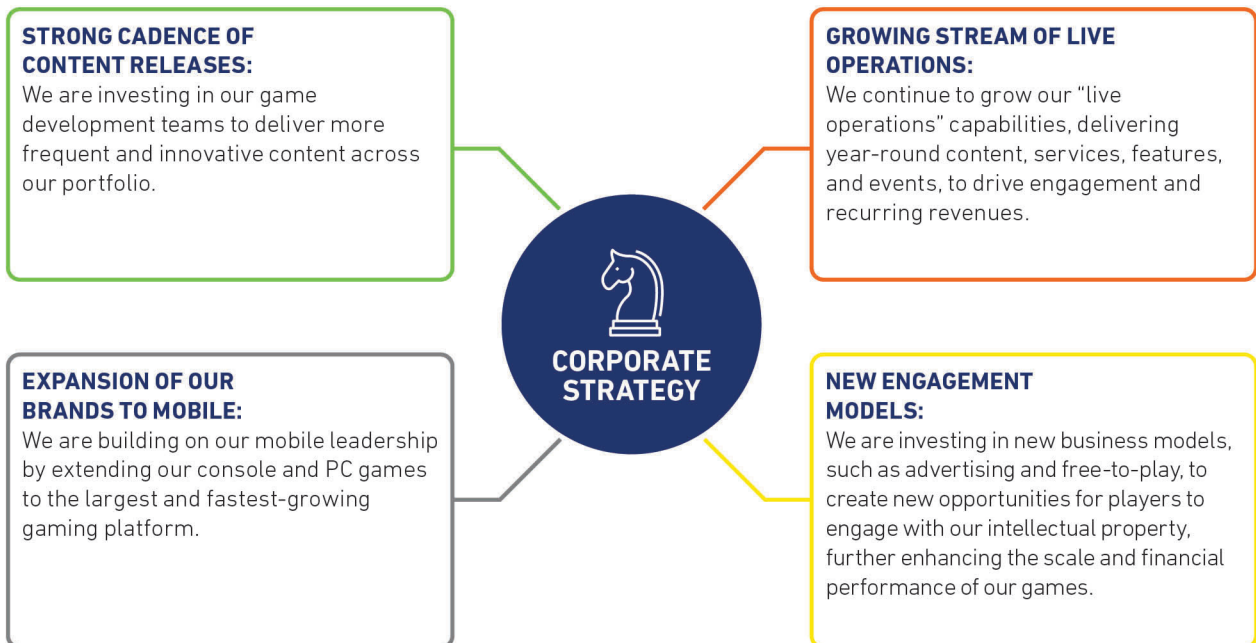 STRONG CADENCE OF
CONTENT RELEASES:
We are investing in our game
development teams to deliver more
frequent and innovative content across
our portfolio.
GROWING STREAM OF LIVE
OPERATIONS:
We continue to grow our “live
operations” capabilities, delivering
year-round content, services, features,
and events, to drive engagement and
recurring revenues.
CORPORATE
STRATEGY
EXPANSION OF OUR
BRANDS TO MOBILE:
We are building on our mobile leadership
by extending our console and PC games
to the largest and fastest-growing
gaming platform.
NEW ENGAGEMENT
MODELS:
We are investing in new business models,
such as advertising and free-to-play, to
create new opportunities for players to
engage with our intellectual property,
further enhancing the scale and financial
performance of our games.